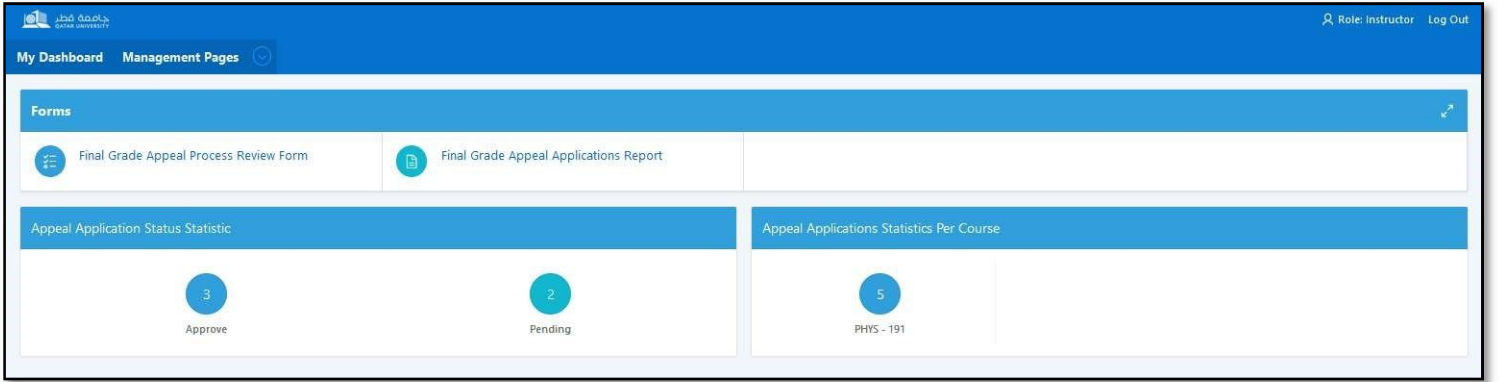 جامعة قطر
QATAR UNIVERSITY
Role: Instructor Log Out
My Dashboard Management Pages
Forms
Final Grade Appeal Process Review Form
Final Grade Appeal Applications Report
Appeal Application Status Statistic
3
Approve
2
Pending
Appeal Applications Statistics Per Course
5
PHYS - 191